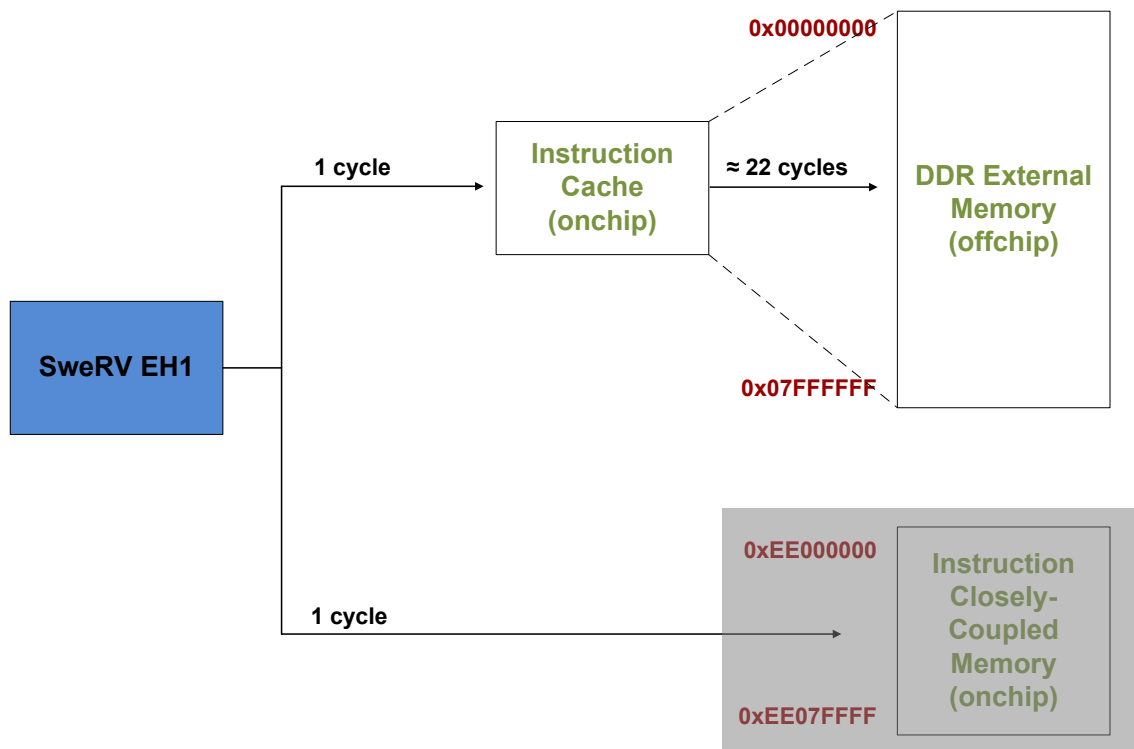 0x00000000
Instruction
Cache
(onchip)
1 cycle
≈ 22 cycles
DDR External
Memory
(offchip)
SweRV EH1
0x07FFFFFF
0xEE000000
Instruction
Closely-
Coupled
Memory
(onchip)
1 cycle
0xEE07FFFF